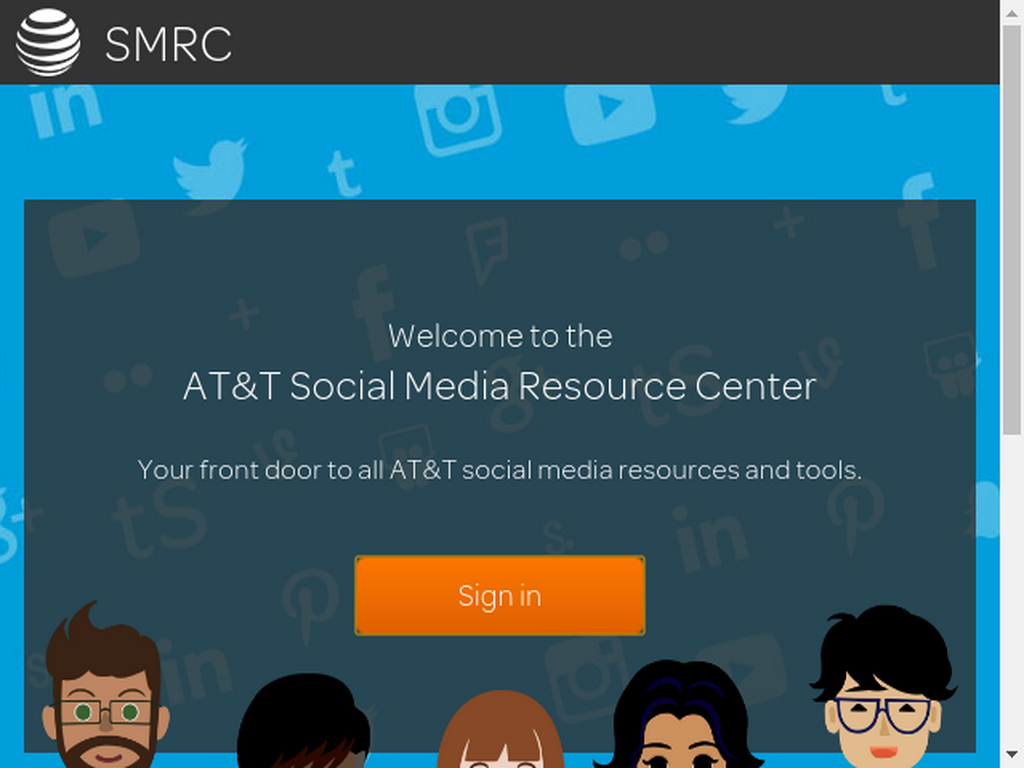 SMRC
Welcome to the
AT&T Social Media Resource Center
Your front door to all AT&T social media resources and tools.
Sign in